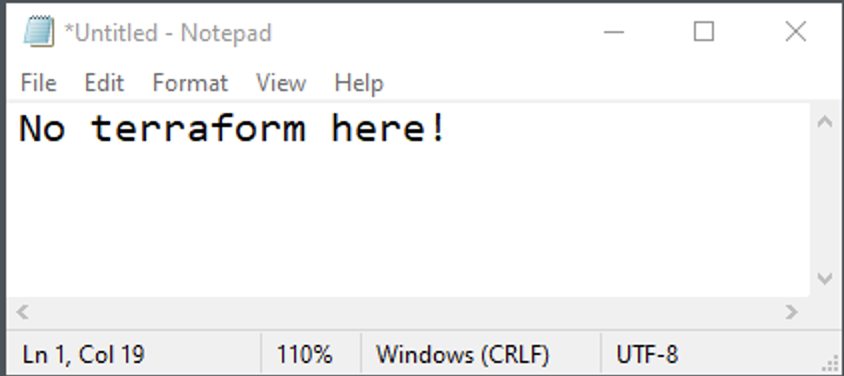 *Untitled - Notepad
File Edit Format View Help
No terraform here!
Ln 1, Col 19 110% Windows (CRLF) UTF-8